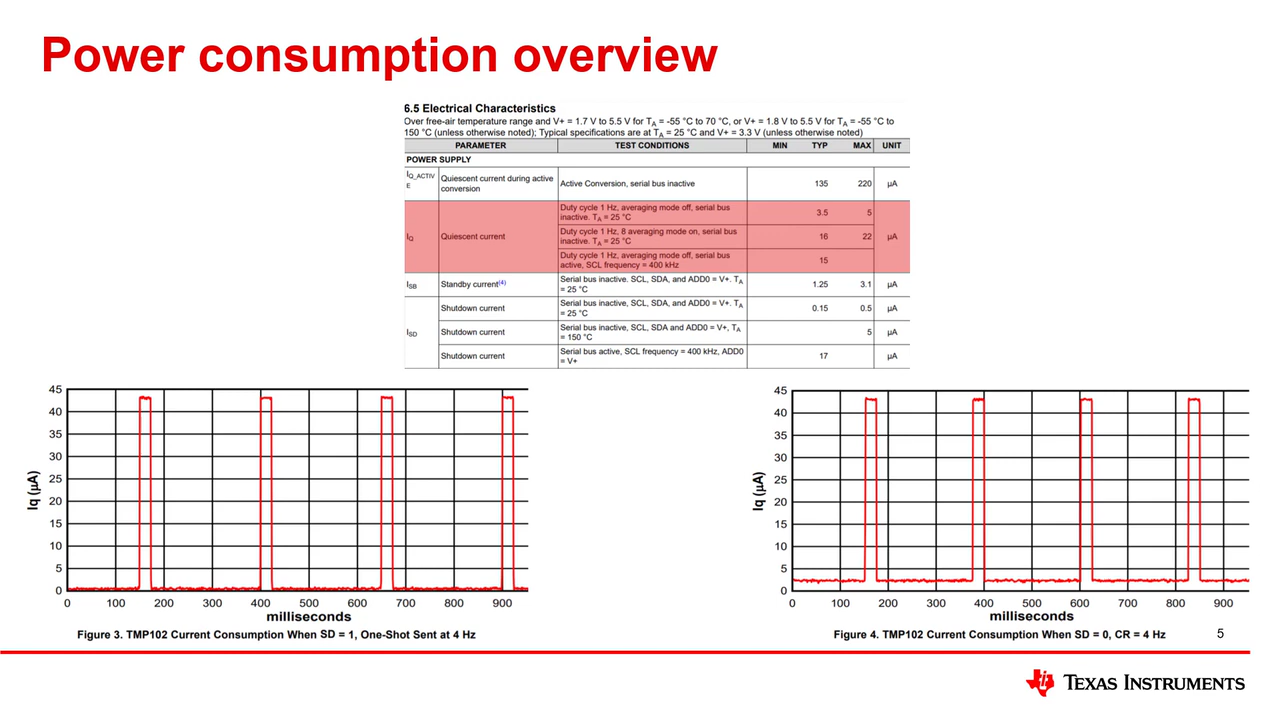 Power consumption overview
6.5 Electrical Characteristics
Over free-air temperature range and V+ = 1.7 V to 5.5 V for TA = -55 °C to 70 °C, or V+ = 1.8 V to 5.5 V for TA = -55 °C to
150 °C (unless otherwise noted); Typical specifications are at TA = 25 °C and V+ = 3.3 V (unless otherwise noted)
PARAMETER TEST CONDITIONS MIN TYP MAX UNIT
POWER SUPPLY
IQ_ACTIV
E
Quiescent current during active
conversion
Active Conversion, serial bus inactive 135 220 µA
IQ Quiescent current
Duty cycle 1 Hz, averaging mode off, serial bus
inactive. TA = 25 °C
3.5 5
Duty cycle 1 Hz, 8 averaging mode on, serial bus
inactive. TA = 25 °C
16 22 µA
Duty cycle 1 Hz, averaging mode off, serial bus
active, SCL frequency = 400 kHz
15
ISB Standby current(4)
Serial bus inactive. SCL, SDA, and ADD0 = V+. TA
= 25 °C
1.25 3.1 µA
ISD
Shutdown current
Serial bus inactive, SCL, SDA, and ADD0 = V+. TA
= 25 °C
0.15 0.5 µA
Shutdown current
Serial bus inactive, SCL, SDA and ADD0 = V+, TA
= 150 °C
5 µA
Shutdown current
Serial bus active, SCL frequency = 400 kHz, ADD0
= V+
17 µA
45
40
35
30
25
20
15
10
5
0
Iq (µA)
0 100 200 300 400 500 600 700 800 900
milliseconds
Figure 3. TMP102 Current Consumption When SD = 1, One-Shot Sent at 4 Hz
45
40
35
30
25
20
15
10
5
0
Iq (µA)
0 100 200 300 400 500 600 700 800 900
milliseconds
Figure 4. TMP102 Current Consumption When SD = 0, CR = 4 Hz
5
TEXAS INSTRUMENTS